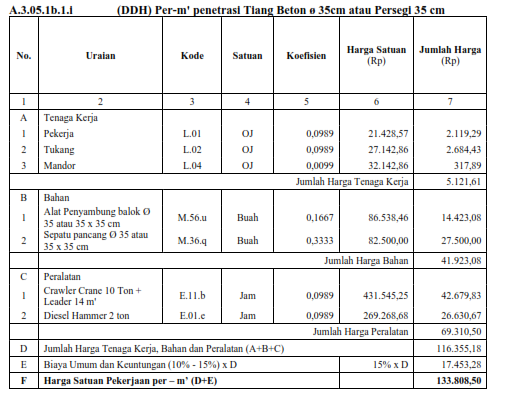 A.3.05.1b.1.i (DDH) Per-m' penetrasi Tiang Beton ø 35cm atau Persegi 35 cm
No. Uraian Kode Satuan Koefisien Harga Satuan (Rp) Jumlah Harga (Rp)
1 2 3 4 5 6 7
A Tenaga Kerja
1 Pekerja L.01 OJ 0,0989 21.428,57 2.119,29
2 Tukang L.02 OJ 0,0989 27.142,86 2.684,43
3 Mandor L.04 OJ 0,0099 32.142,86 317,89
Jumlah Harga Tenaga Kerja 5.121,61
B Bahan
1 Alat Penyambung balok Ø 35 atau 35 x 35 cm M.56.u Buah 0,1667 86.538,46 14.423,08
2 Sepatu pancang Ø 35 atau 35 x 35 cm M.36.q Buah 0,3333 82.500,00 27.500,00
Jumlah Harga Bahan 41.923,08
C Peralatan
1 Crawler Crane 10 Ton + Leader 14 m' E.11.b Jam 0,0989 431.545,25 42.679,83
2 Diesel Hammer 2 ton E.01.e Jam 0,0989 269.268,68 26.630,67
Jumlah Harga Peralatan 69.310,50
D Jumlah Harga Tenaga Kerja, Bahan dan Peralatan (A+B+C) 116.355,18
E Biaya Umum dan Keuntungan (10% - 15%) x D 15% x D 17.453,28
F Harga Satuan Pekerjaan per – m' (D+E) 133.808,50